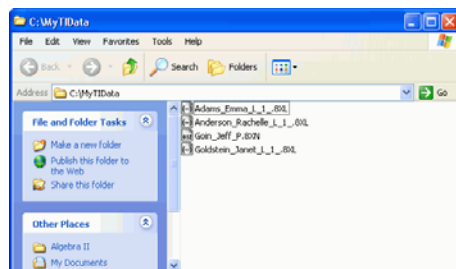 C:\MyTIData
File Edit View Favorites Tools Help
Back Search Folders
Address C:\MyTIData Go
File and Folder Tasks
Make a new folder
Publish this folder to
the Web
Share this folder
Other Places
Algebra II
My Documents
Adams_Emma_L_1_.8XL
Anderson_Rachelle_L_1_.8XL
Goin_Jeff_P.8XN
Goldstein_Janet_L_1_.8XL